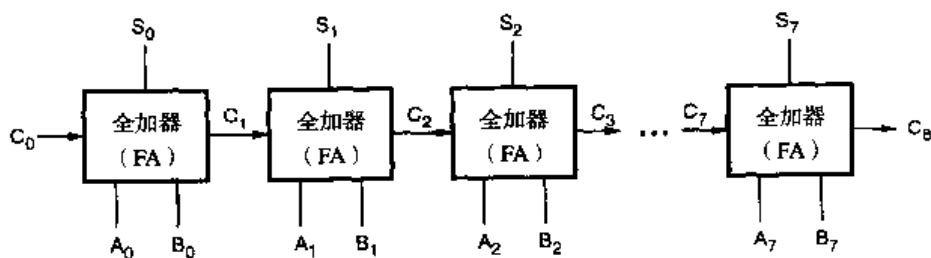 S₀ S₁ S₂ S₇
全加器 全加器 全加器 全加器
C₀ C₁ C₂ C₃ ••• C₇ C₈
(FA) (FA) (FA) (FA)
A₀ B₀ A₁ B₁ A₂ B₂ A₇ B₇